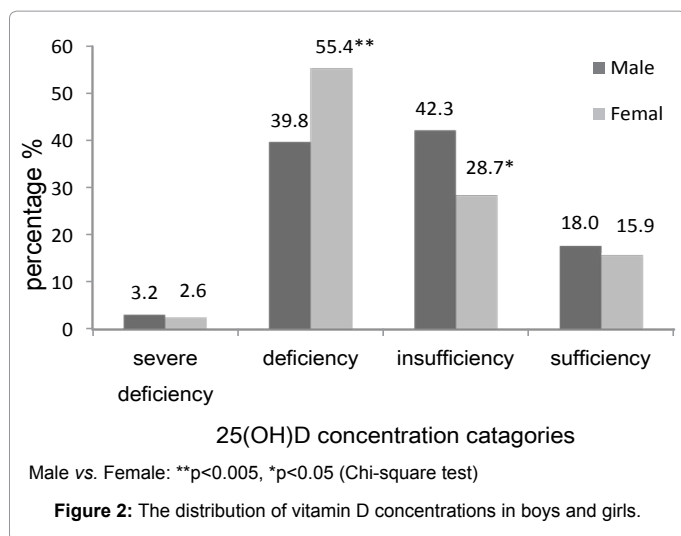 60
50
40
30
20
10
0
percentage %
55.4**
39.8
42.3
28.7*
18.0
15.9
3.2
2.6
Male
Femal
severe deficiency
deficiency
insufficiency
sufficiency
25(OH)D concentration catagories
Male vs. Female: **p<0.005, *p<0.05 (Chi-square test)
Figure 2: The distribution of vitamin D concentrations in boys and girls.